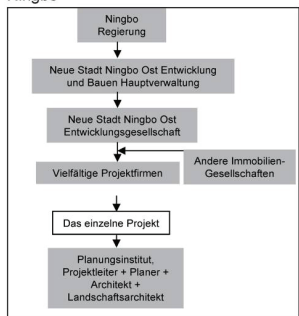 Ningbo
Ningbo
Regierung
Neue Stadt Ningbo Ost Entwicklung
und Bauen Hauptverwaltung
Neue Stadt Ningbo Ost
Entwicklungsgesellschaft
Andere Immobilien-
Gesellschaften
Vielfältige Projektfirmen
Das einzelne Projekt
Planungsinstitut,
Projektleiter + Planer +
Architekt +
Landschaftsarchitekt